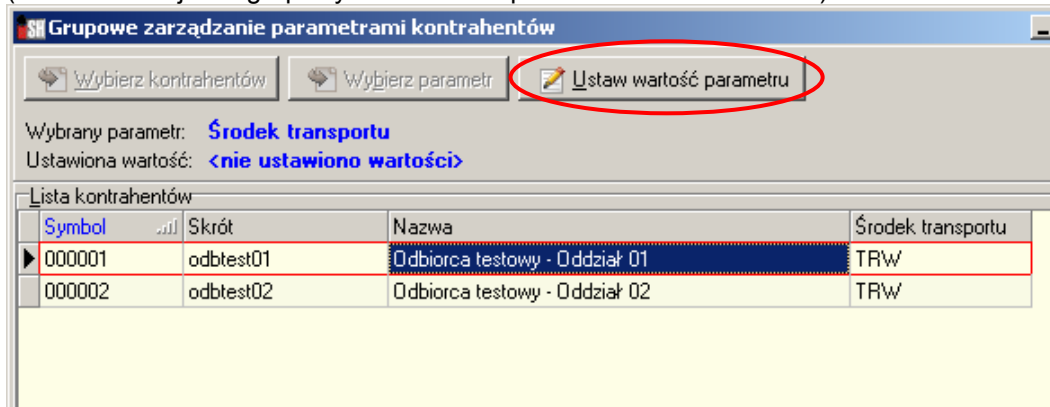 SH Grupowe zarządzanie parametrami kontrahentów
Wybierz kontrahentów Wybierz parametr Ustaw wartość parametru
Wybrany parametr: Środek transportu
Ustawiona wartość: <nie ustawiono wartości>
Lista kontrahentów
Symbol Skrót Nazwa Środek transportu
000001 odbtest01 Odbiorca testowy - Oddział 01 TRW
000002 odbtest02 Odbiorca testowy - Oddział 02 TRW